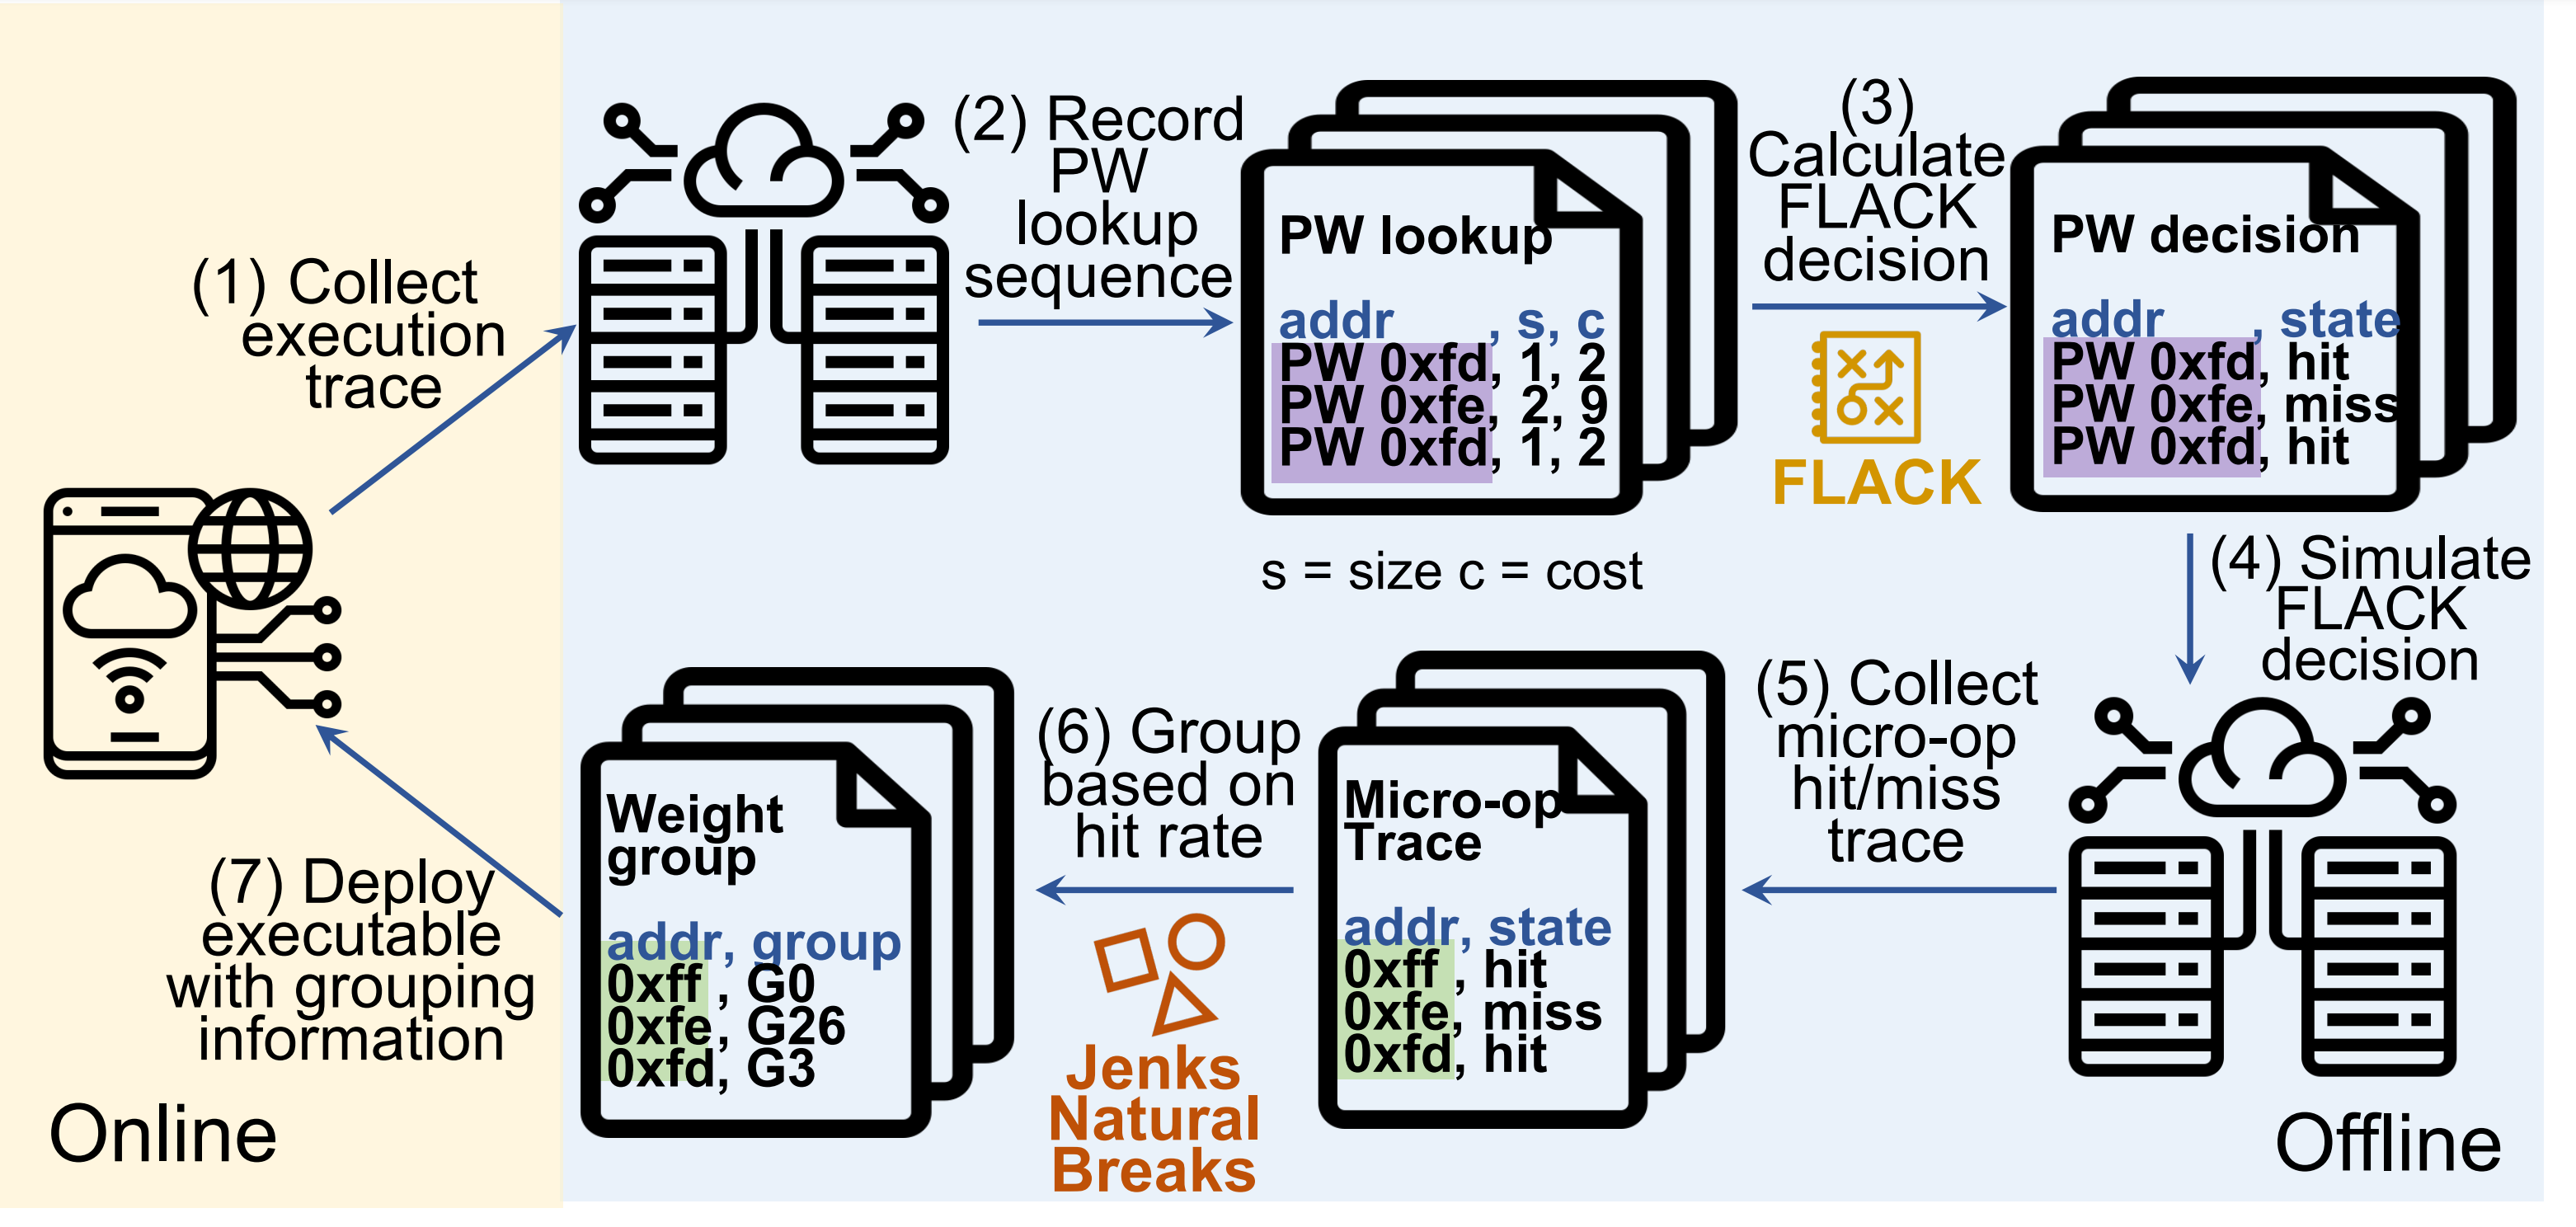 (1) Collect
execution
trace
(2) Record
PW
lookup
sequence
PW lookup
addr , s, c
PW 0xfd, 1, 2
PW 0xfe, 2, 9
PW 0xfd, 1, 2
s = size c = cost
(3)
Calculate
FLACK
decision
FLACK
PW decision
addr , state
PW 0xfd, hit
PW 0xfe, miss
PW 0xfd, hit
(4) Simulate
FLACK
decision
(5) Collect
micro-op
hit/miss
trace
Micro-op
Trace
addr, state
0xff , hit
0xfe, miss
0xfd, hit
(6) Group
based on
hit rate
Jenks
Natural
Breaks
Weight
group
addr, group
0xff , G0
0xfe, G26
0xfd, G3
(7) Deploy
executable
with grouping
information
Online
Offline